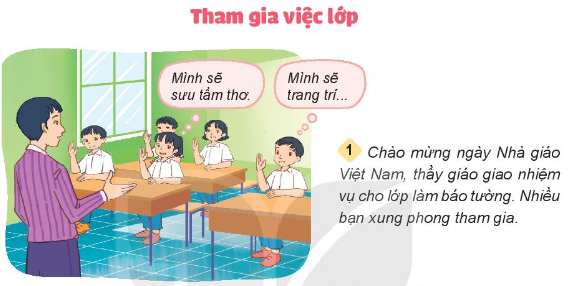 Tham gia việc lớp
Mình sẽ
sưu tầm thơ.
Mình sẽ
trang trí...
1 Chào mừng ngày Nhà giáo
Việt Nam, thầy giáo giao nhiệm
vụ cho lớp làm báo tường. Nhiều
bạn xung phong tham gia.